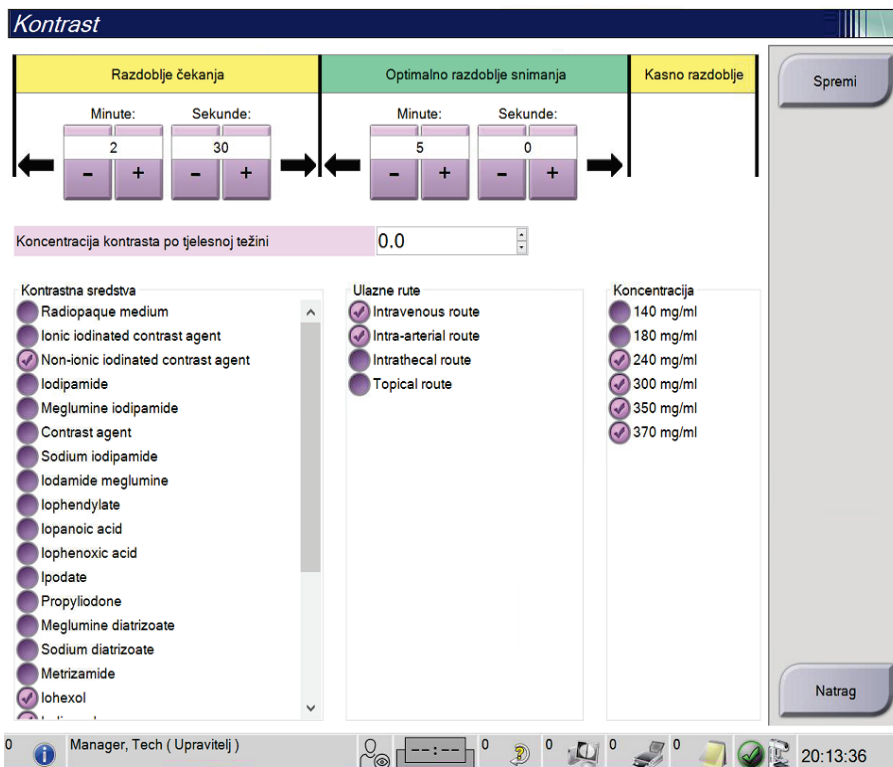 Kontrast
Razdoblje čekanja
Optimalno razdoblje snimanja
Kasno razdoblje
Spremi
Minute: Sekunde:
Minute: Sekunde:
2 30
5 0
- + - +
- + - +
Koncentracija kontrasta po tjelesnoj težini 0.0
Kontrastna sredstva
Radiopaque medium
Ionic iodinated contrast agent
Non-ionic iodinated contrast agent
Iodipamide
Meglumine iodipamide
Contrast agent
Sodium iodipamide
Iodamide meglumine
Iophendylate
Iopanoic acid
Iophenoxic acid
Ipodate
Propyliodone
Meglumine diatrizoate
Sodium diatrizoate
Metrizamide
Iohexol
Ulazne rute
Intravenous route
Intra-arterial route
Intrathecal route
Topical route
Koncentracija
140 mg/ml
180 mg/ml
240 mg/ml
300 mg/ml
350 mg/ml
370 mg/ml
Natrag
0 Manager, Tech ( Upravitelj ) --:-- 0 0 0 0 20:13:36